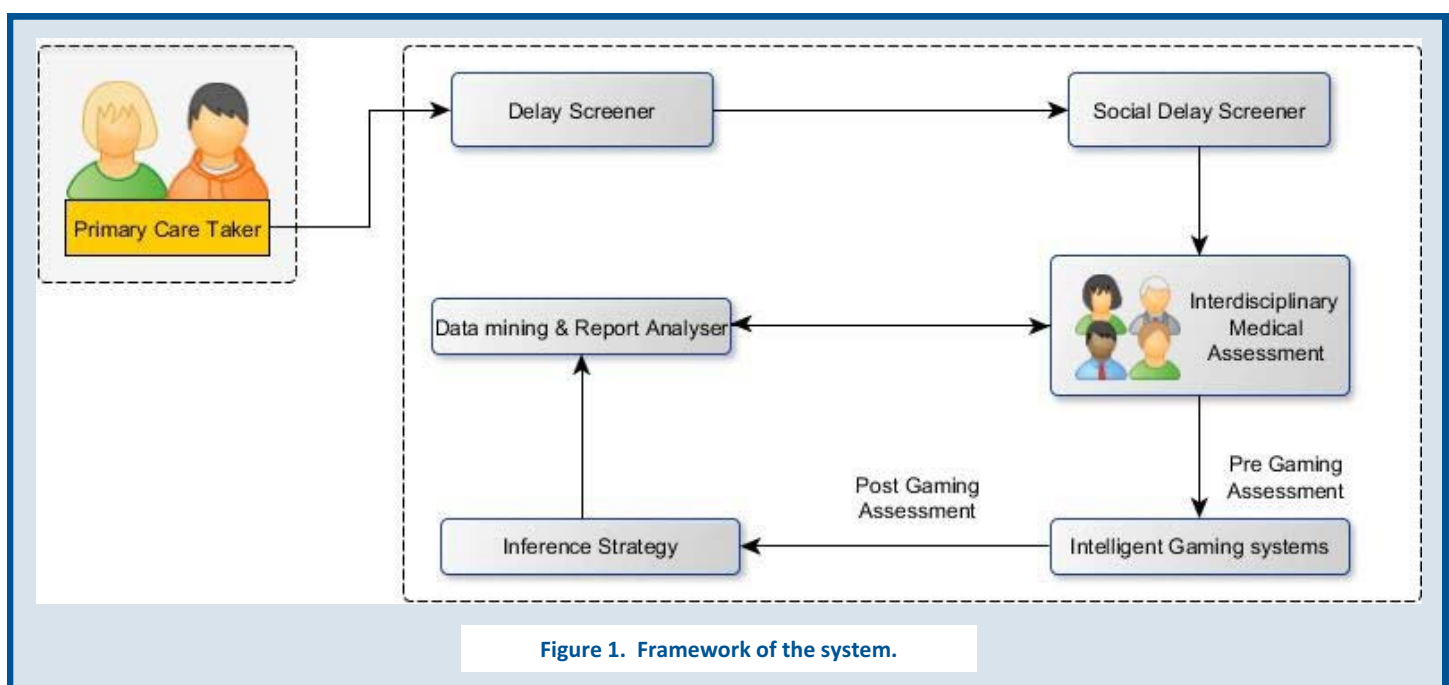 Delay Screener
Social Delay Screener
Primary Care Taker
Interdisciplinary
Medical
Assessment
Data mining & Report Analyser
Pre Gaming
Assessment
Post Gaming
Assessment
Inference Strategy
Intelligent Gaming systems
Figure 1. Framework of the system.